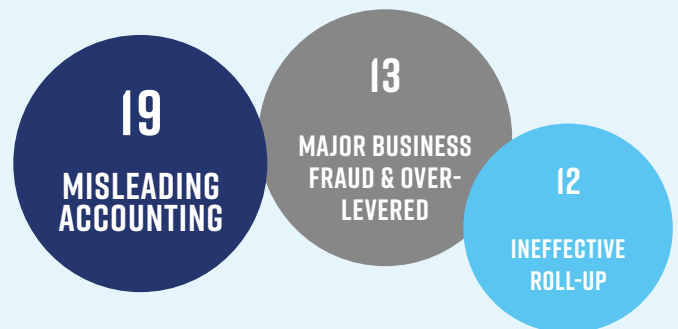 19
MISLEADING
ACCOUNTING
13
MAJOR BUSINESS
FRAUD & OVER-
LEVERED
12
INEFFECTIVE
ROLL-UP